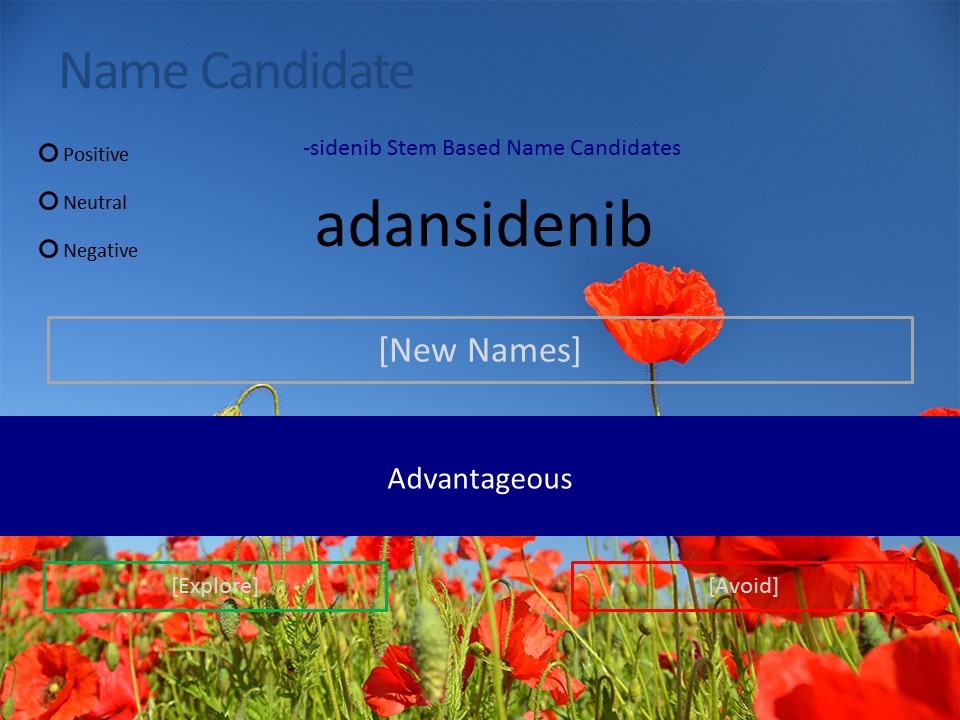 Name Candidate
Positive
Neutral
Negative
-sidenib Stem Based Name Candidates
adansidenib
[New Names]
Advantageous
[Explore]
[Avoid]